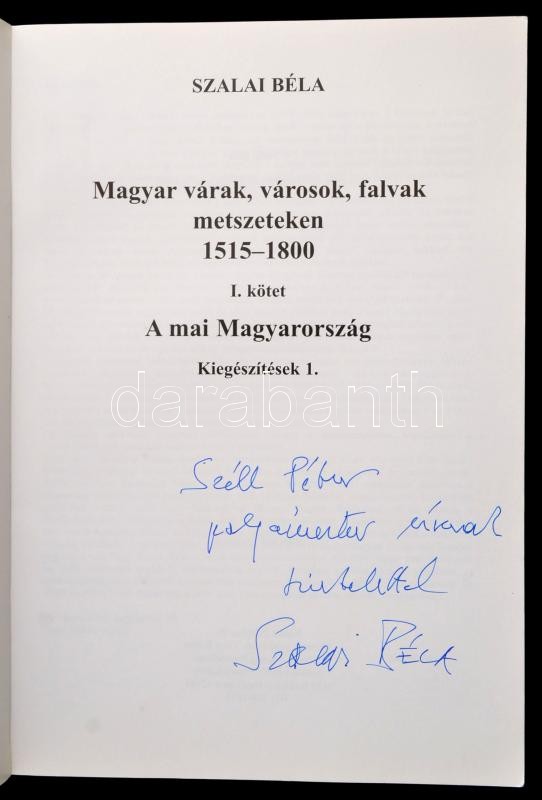 SZALAI BÉLA
Magyar várak, városok, falvak
metszeteken
1515–1800
I. kötet
A mai Magyarország
Kiegészítések 1.
darabanth
Széll Péter
polgármester úrnak
tisztelettel
Szalai BÉLA